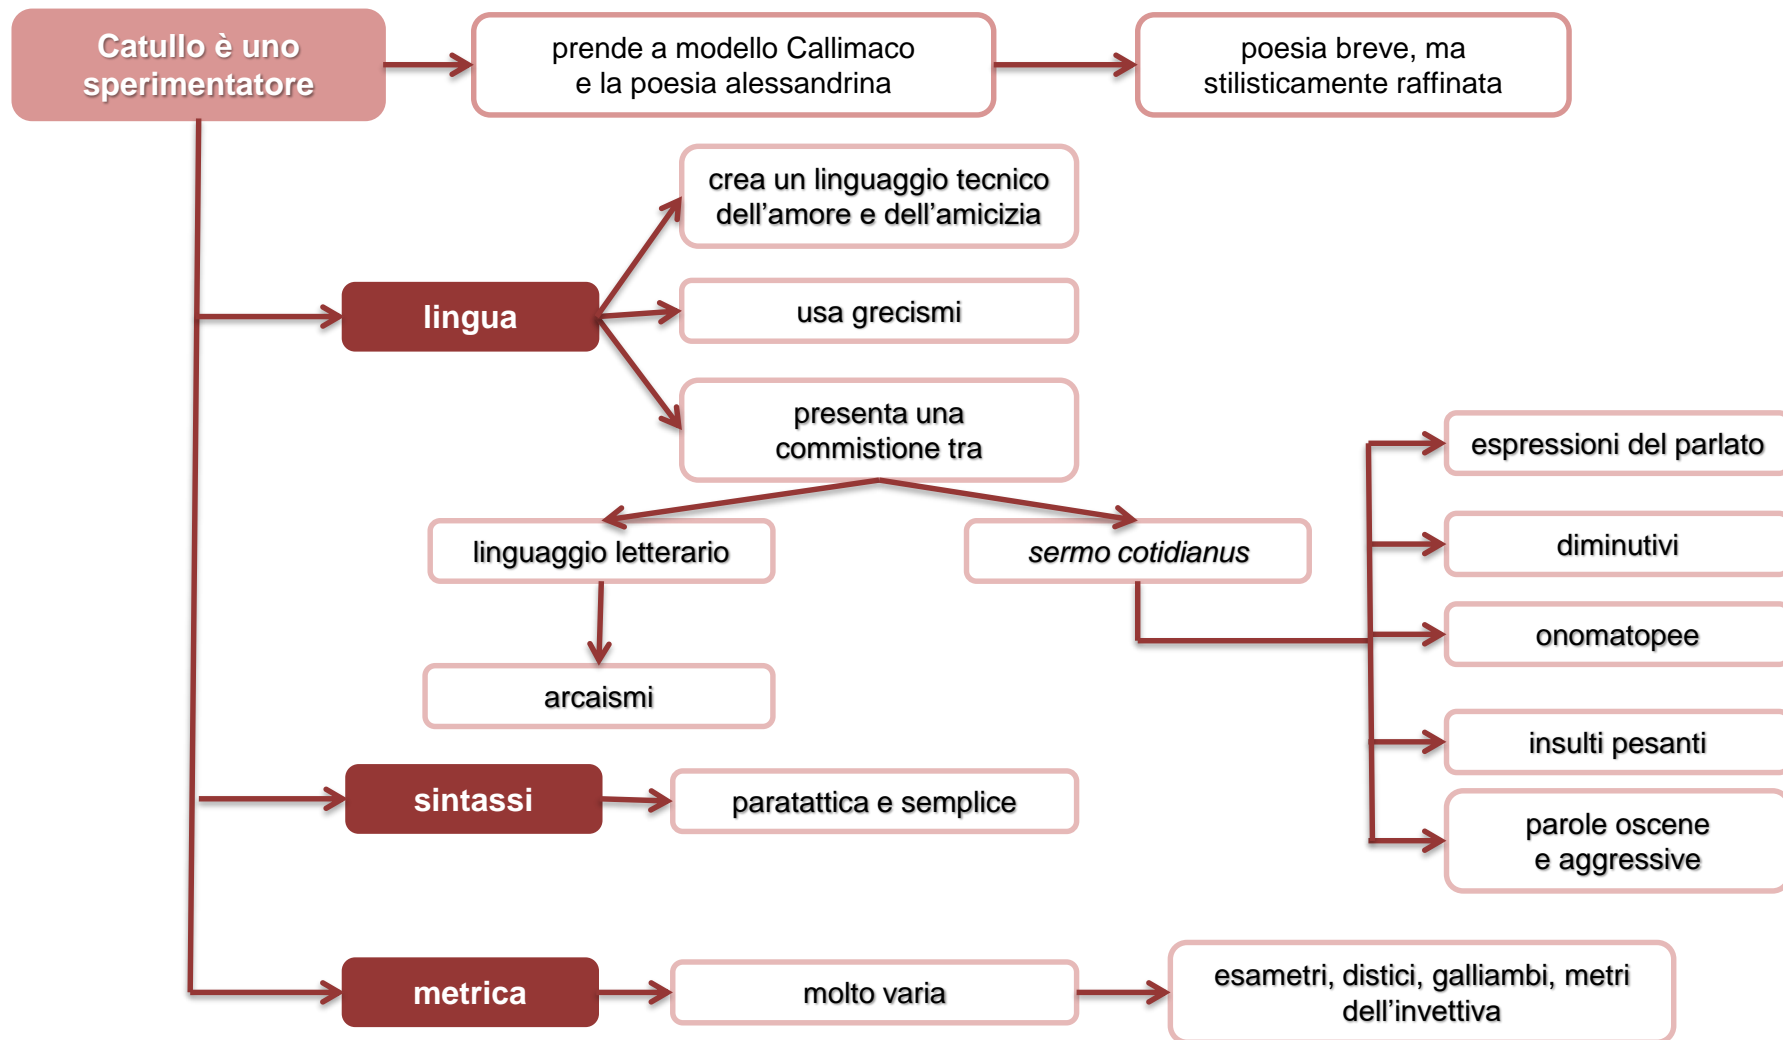 Catullo è uno
sperimentatore
prende a modello Callimaco
e la poesia alessandrina
poesia breve, ma
stilisticamente raffinata
crea un linguaggio tecnico
dell’amore e dell’amicizia
lingua
usa grecismi
presenta una
commistione tra
linguaggio letterario
arcaismi
sermo cotidianus
espressioni del parlato
diminutivi
onomatopee
insulti pesanti
parole oscene
e aggressive
sintassi
paratattica e semplice
metrica
molto varia
esametri, distici, galliambi, metri
dell’invettiva